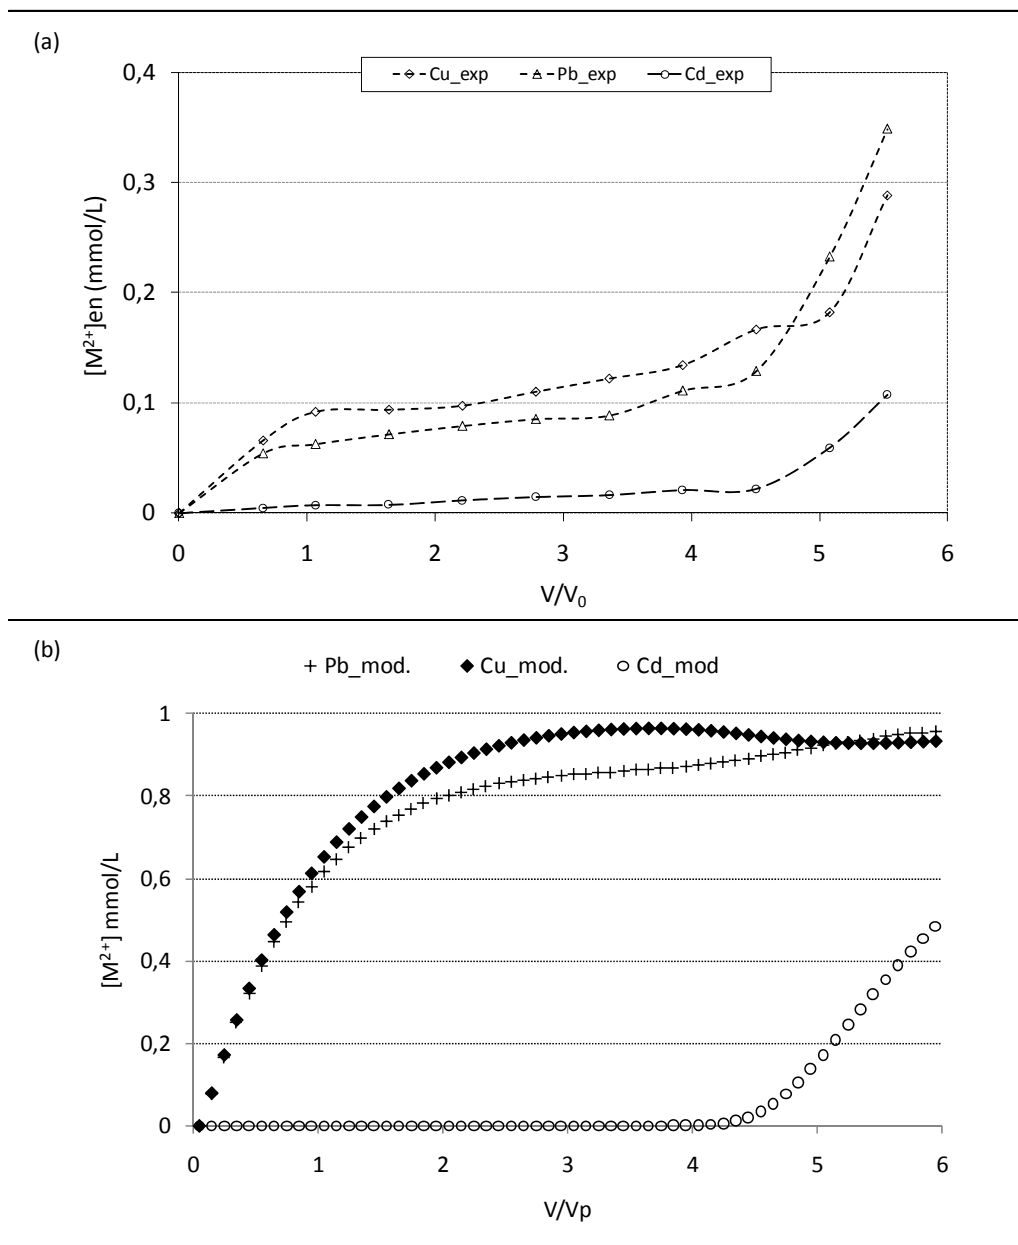 (a)
Cu_exp Pb_exp Cd_exp
0,4
0,3
0,2
0,1
0
[M²⁺]en (mmol/L)
0 1 2 3 4 5 6
V/V₀
(b)
Pb_mod. Cu_mod. Cd_mod
1
0,8
0,6
0,4
0,2
0
[M²⁺] mmol/L
0 1 2 3 4 5 6
V/Vp